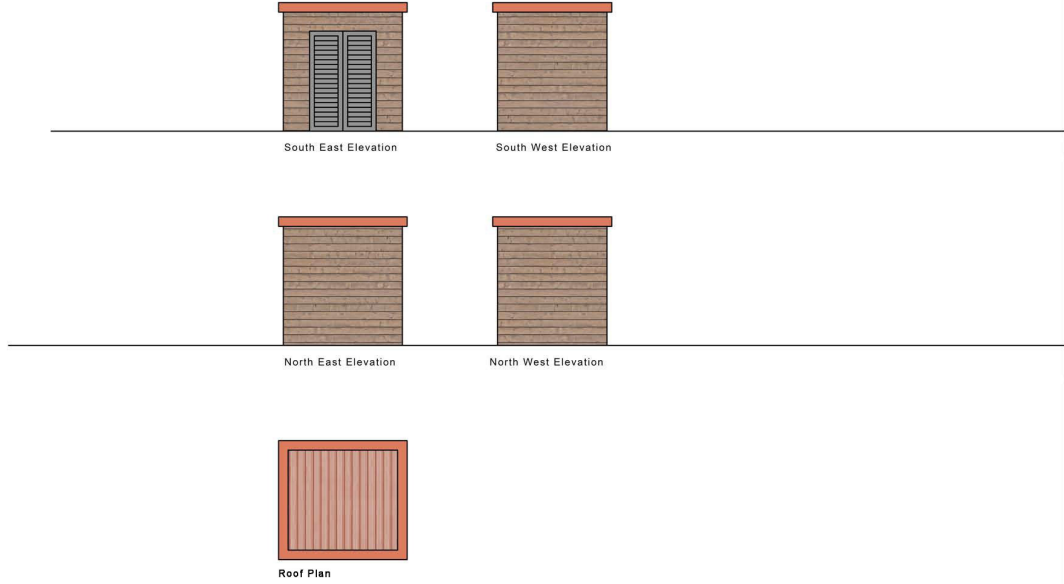 South East Elevation
South West Elevation
North East Elevation
North West Elevation
Roof Plan